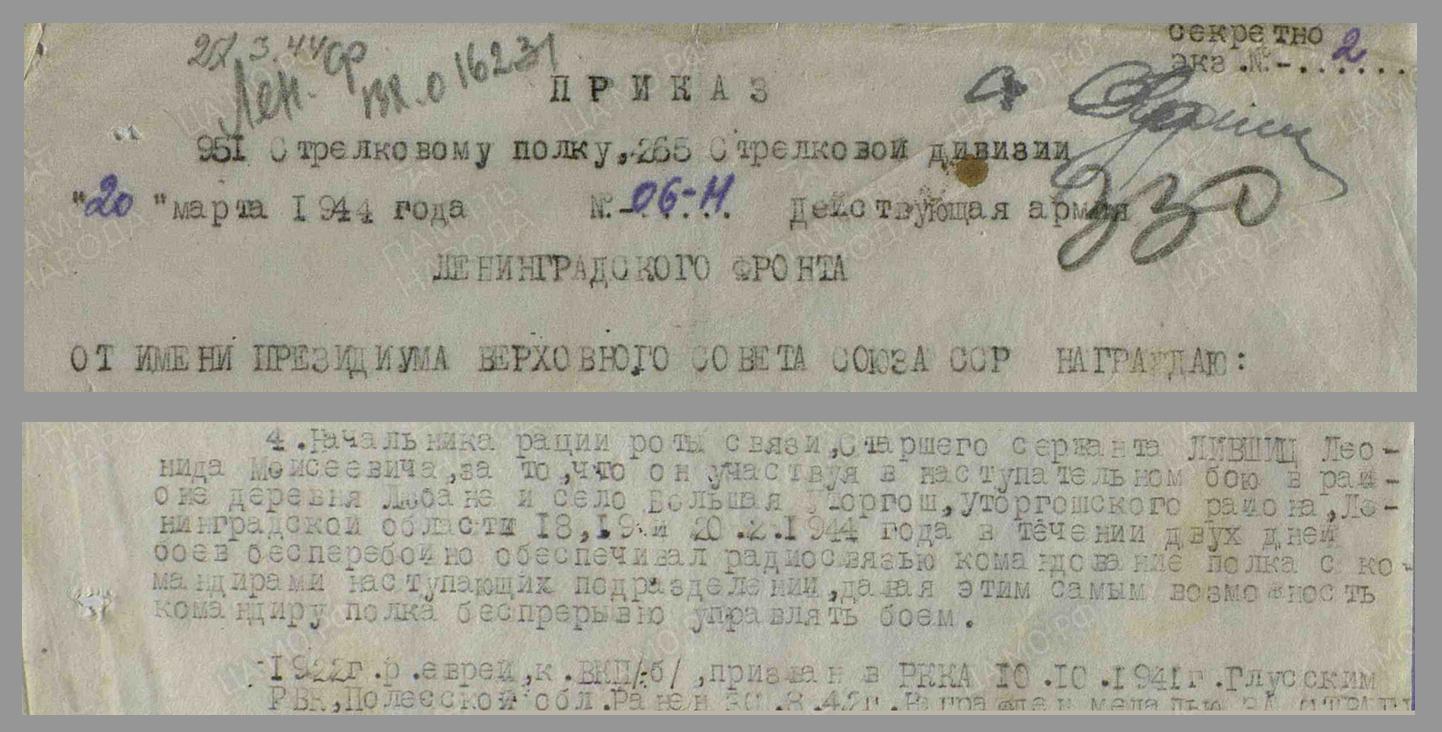 секретно
экз.№-..2....
27.3.44
Лен. фр
вх.о 16231
ПРИКАЗ
951 Стрелковому полку,265 Стрелковой дивизии
"20 "марта 1944 года №-06-Н.. Действующая армия
230
ЛЕНИНГРАДСКОГО ФРОНТА
ОТ ИМЕНИ ПРЕЗИДИУМА ВЕРХОВНОГО СОВЕТА СОЮЗА ССР НАГРАЖДАЮ:
4.Начальника рации роты связи,Старшего сержанта ЛИВШИЦ Лео-
нида Моисеевича,за то,что он участвуя в наступательном бою в рай-
оне деревня Любане и село Большая Уторгош,Уторгошского района,Ле-
нинградской области 18,19 и 20.2.1944 года в течении двух дней
боев бесперебойно обеспечивал радиосвязью командование полка с ко-
мандирами наступающих подразделений,давая этим самым возможность
командиру полка беспрерывно управлять боем.
1922г.р.еврей,к.ВКП/б/,призван в РККА 10.10.1941г.Глусским
РВК,Полесской обл.Ранен 30.8.42г.Награжден медалью